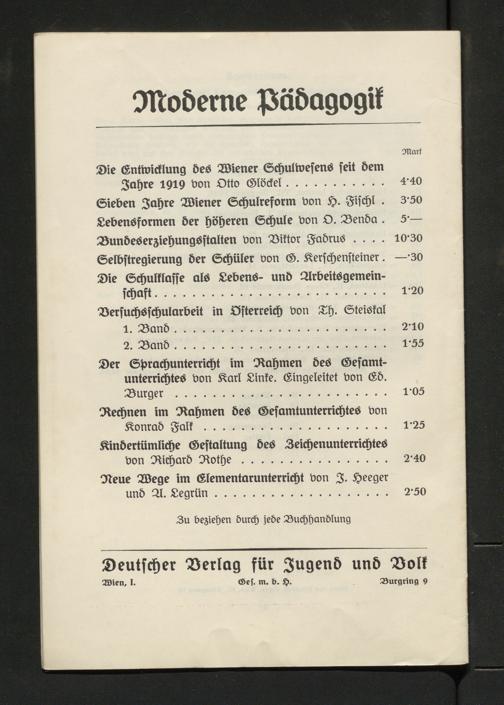 Moderne Pädagogik
Mark
Die Entwicklung des Wiener Schulwesens seit dem
Jahre 1919 von Otto Glöckel . . . . . . . . . . . 4·40
Sieben Jahre Wiener Schulreform von H. Fischl . 3·50
Lebensformen der höheren Schule von O. Benda . 5·—
Bundeserziehungsstalten von Viktor Fadrus . . . . 10·30
Selbstregierung der Schüler von G. Kerschensteiner . —·30
Die Schulklasse als Lebens- und Arbeitsgemein-
schaft . . . . . . . . . . . . . . . . . . . . . . . 1·20
Versuchsschularbeit in Österreich von Th. Steiskal
1. Band . . . . . . . . . . . . . . . . . . . . . 2·10
2. Band . . . . . . . . . . . . . . . . . . . . . 1·55
Der Sprachunterricht im Rahmen des Gesamt-
unterrichtes von Karl Linke. Eingeleitet von Ed.
Burger . . . . . . . . . . . . . . . . . . . . . 1·05
Rechnen im Rahmen des Gesamtunterrichtes von
Konrad Falk . . . . . . . . . . . . . . . . . . . 1·25
Kindertümliche Gestaltung des Zeichenunterrichtes
von Richard Rothe . . . . . . . . . . . . . . . 2·40
Neue Wege im Elementarunterricht von J. Heeger
und A. Legrün . . . . . . . . . . . . . . . . . . 2·50
Zu beziehen durch jede Buchhandlung
Deutscher Verlag für Jugend und Volk
Wien, I. Ges. m. b. H. Burgring 9